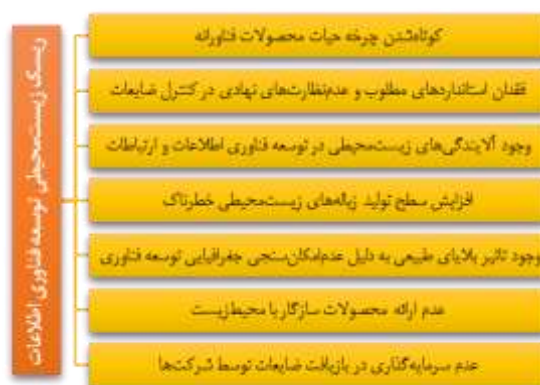 ریسک زیست‌محیطی توسعه فناوری اطلاعات
کوتاه‌شدن چرخه حیات محصولات فناورانه
فقدان استانداردهای مطلوب و عدم‌نظارت‌های نهادی در کنترل ضایعات
وجود آلایندگی‌های زیست‌محیطی در توسعه فناوری اطلاعات و ارتباطات
افزایش سطح تولید زباله‌های زیست‌محیطی خطرناک
وجود تاثیر بلایای طبیعی به دلیل عدم‌امکان‌سنجی جغرافیایی توسعه فناوری
عدم ارائه محصولات سازگار با محیط‌زیست
عدم سرمایه‌گذاری در بازیافت ضایعات توسط شرکت‌ها